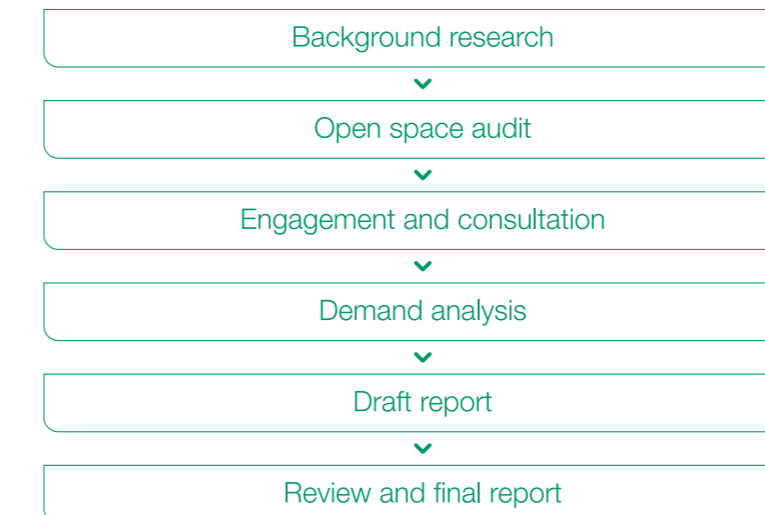 Background research
Open space audit
Engagement and consultation
Demand analysis
Draft report
Review and final report